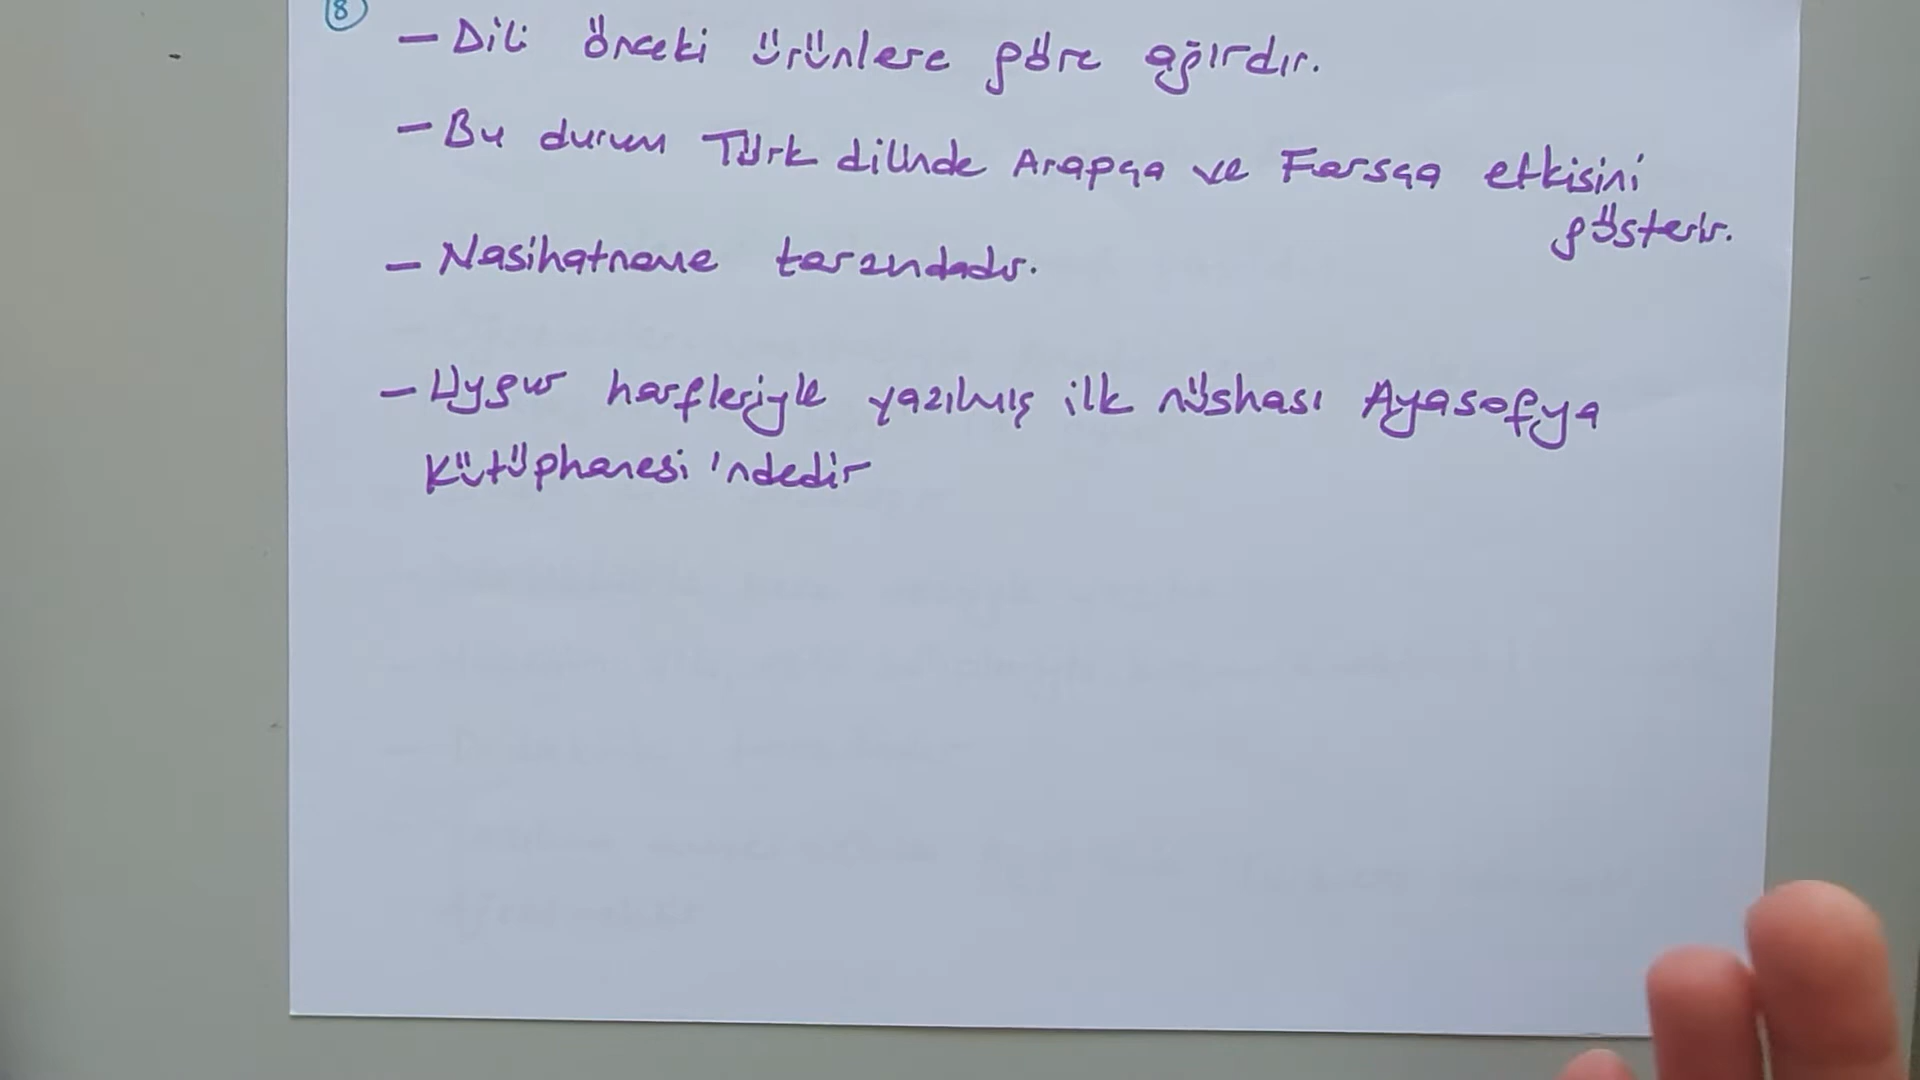 8
- Dili önceki ürünlere göre ağırdır.
- Bu durum Türk dilinde Arapça ve Farsça etkisini
gösterir.
- Nasihatname tarzındadır.
- Uygur harfleriyle yazılmış ilk nüshası Ayasofya
Kütüphanesi'ndedir